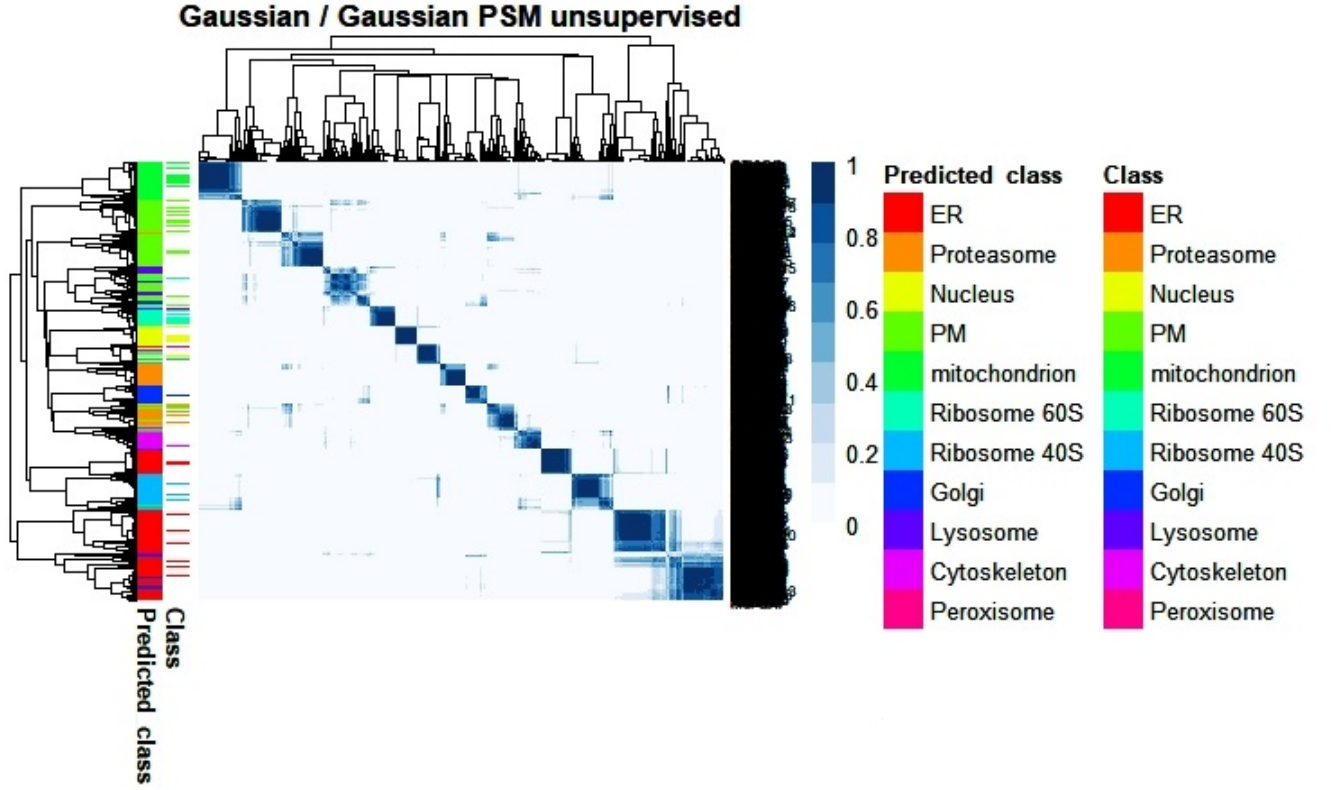 Gaussian / Gaussian PSM unsupervised
1
0.8
0.6
0.4
0.2
0
Predicted class
ER
Proteasome
Nucleus
PM
mitochondrion
Ribosome 60S
Ribosome 40S
Golgi
Lysosome
Cytoskeleton
Peroxisome
Class
ER
Proteasome
Nucleus
PM
mitochondrion
Ribosome 60S
Ribosome 40S
Golgi
Lysosome
Cytoskeleton
Peroxisome
Predicted class
Class